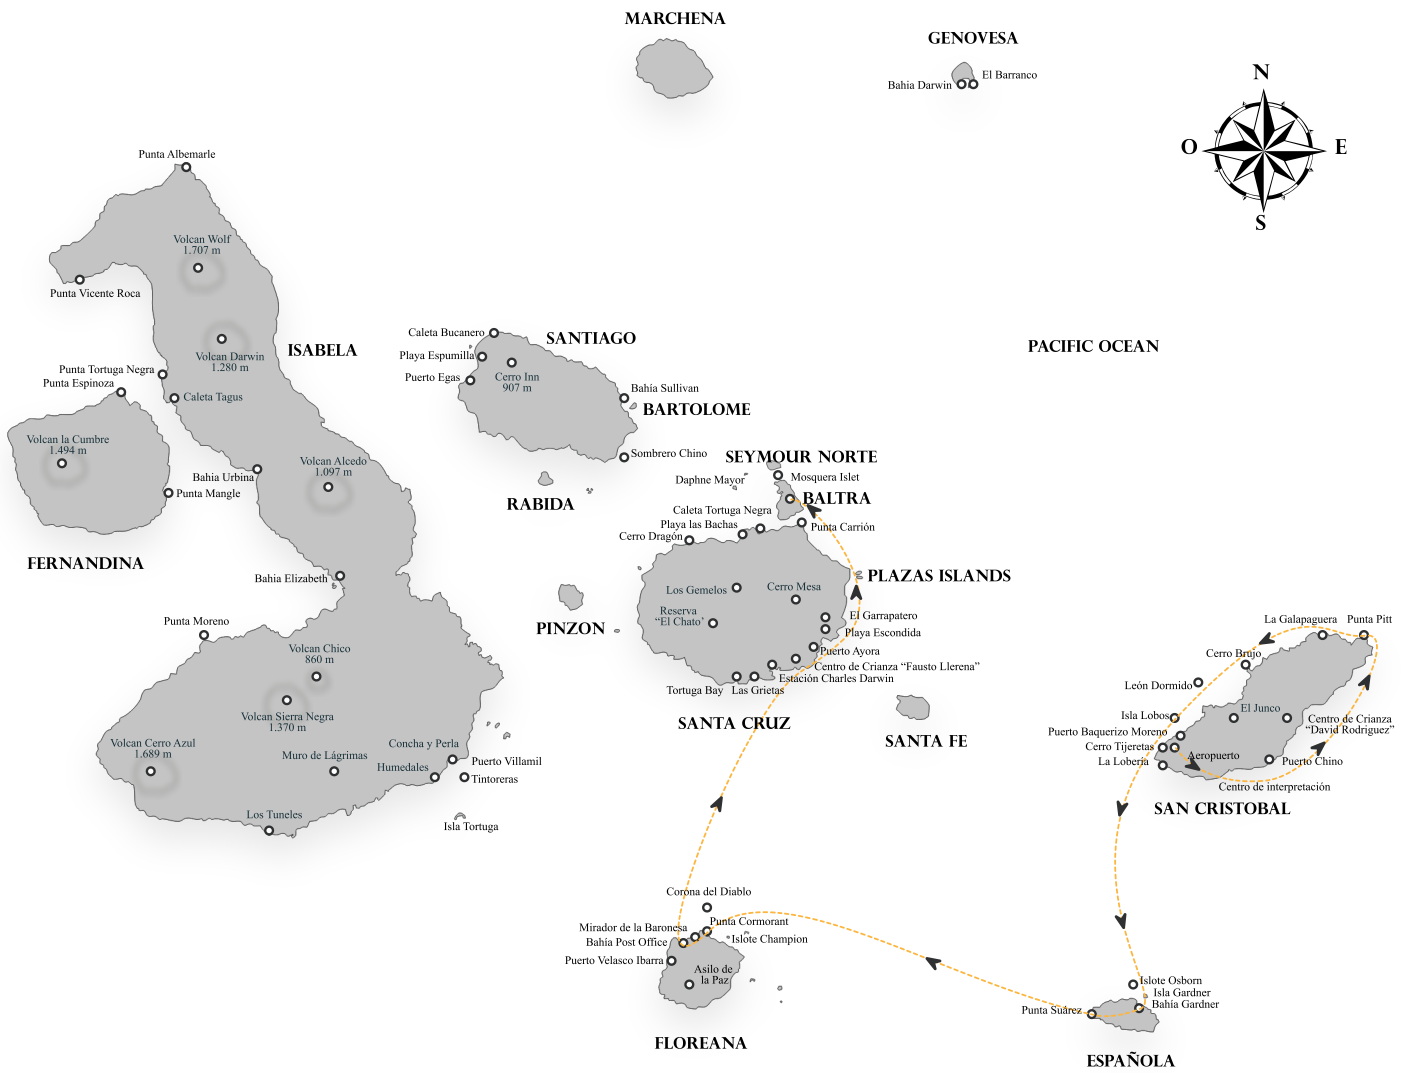 MARCHENA
GENOVESA
El Barranco
Bahia Darwin
N
O
E
S
Punta Albemarle
Volcan Wolf
1.707 m
Punta Vicente Roca
ISABELA
Volcan Darwin
1.280 m
Punta Tortuga Negra
Punta Espinoza
Caleta Tagus
Volcan la Cumbre
1.494 m
Volcan Alcedo
1.097 m
Bahia Urbina
Punta Mangle
FERNANDINA
Bahia Elizabeth
Punta Moreno
Volcan Chico
860 m
Volcan Sierra Negra
1.370 m
Volcan Cerro Azul
1.689 m
Muro de Lágrimas
Concha y Perla
Humedales
Puerto Villamil
Tintoreras
Los Tuneles
Isla Tortuga
Caleta Bucanero
SANTIAGO
Playa Espumilla
Puerto Egas
Cerro Inn
907 m
Bahía Sullivan
BARTOLOME
Sombrero Chino
RABIDA
PINZON
PACIFIC OCEAN
SEYMOUR NORTE
Daphne Mayor
Mosquera Islet
BALTRA
Caleta Tortuga Negra
Playa las Bachas
Punta Carrión
Cerro Dragón
PLAZAS ISLANDS
Los Gemelos
Cerro Mesa
Reserva
“El Chato’
El Garrapatero
Playa Escondida
Puerto Ayora
Centro de Crianza “Fausto Llerena”
Estación Charles Darwin
Tortuga Bay
Las Grietas
SANTA CRUZ
SANTA FE
La Galapaguera
Punta Pitt
Cerro Brujo
León Dormido
Isla Lobos
El Junco
Puerto Baquerizo Moreno
Centro de Crianza
“David Rodriguez”
Cerro Tijeretas
Aeropuerto
La Lobería
Puerto Chino
Centro de interpretación
SAN CRISTOBAL
Corona del Diablo
Punta Cormorant
Mirador de la Baronesa
Bahía Post Office
Islote Champion
Puerto Velasco Ibarra
Asilo de
la Paz
FLOREANA
Islote Osborn
Isla Gardner
Bahía Gardner
Punta Suárez
ESPAÑOLA